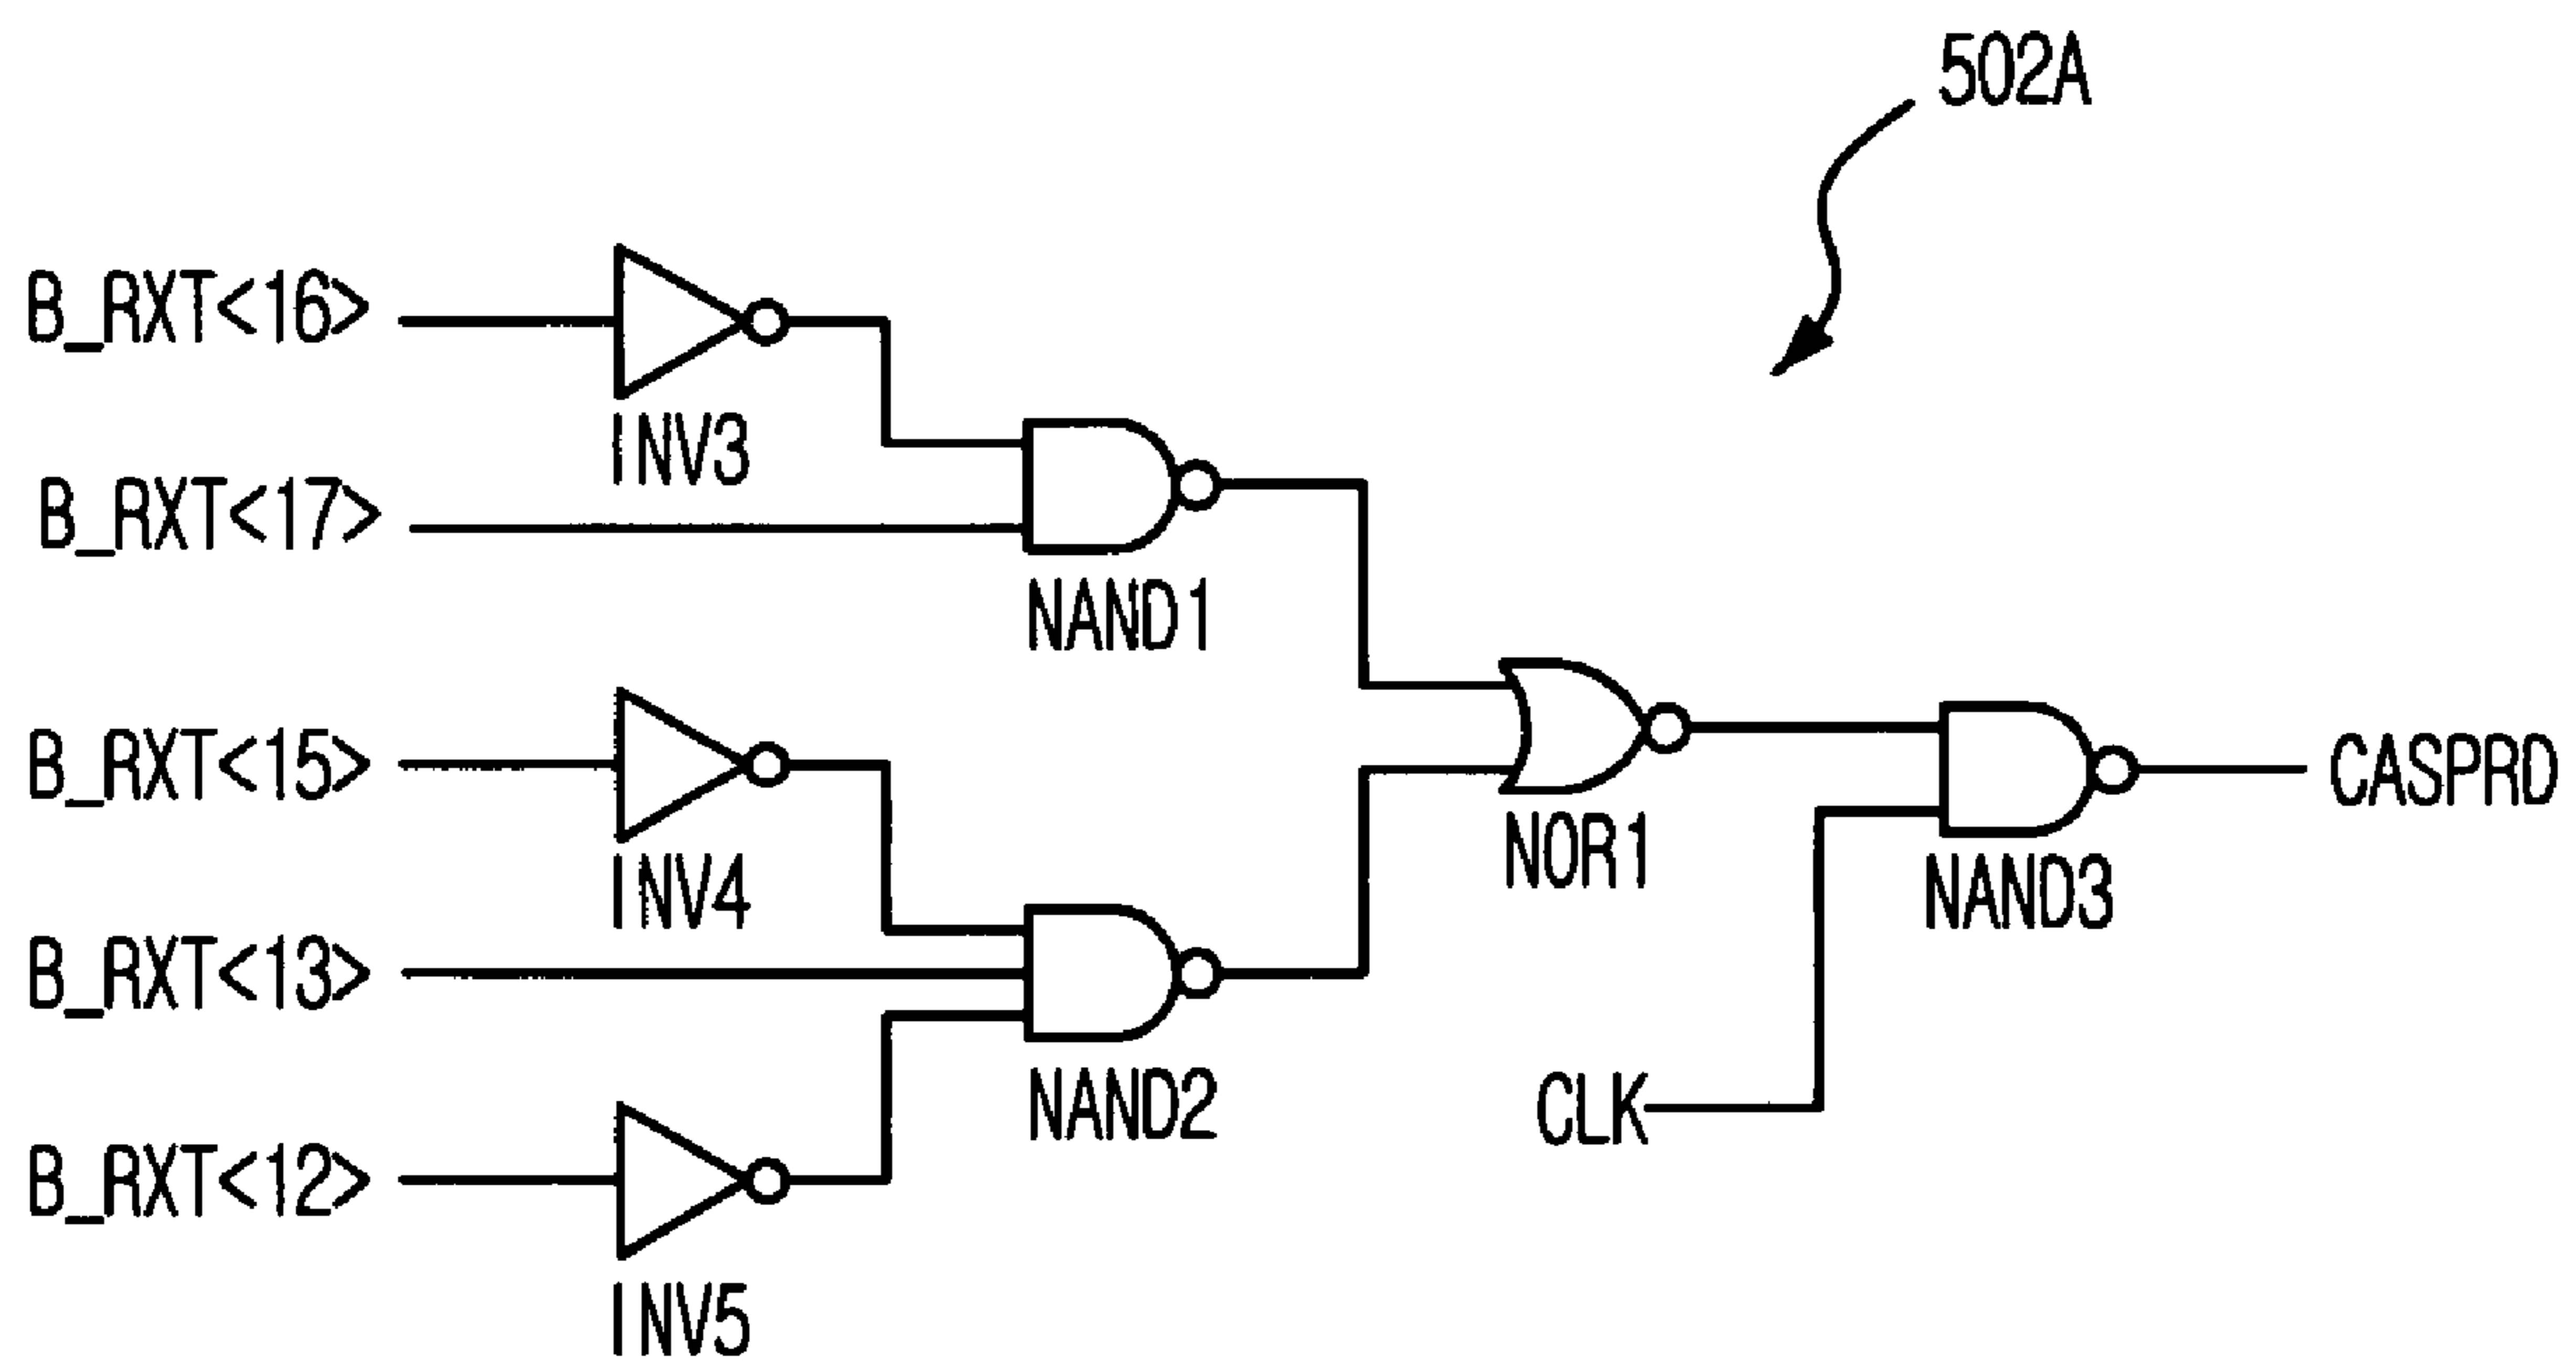 502A
B_RXT<16>
INV3
B_RXT<17>
NAND1
B_RXT<15>
INV4
NOR1
NAND3
CASPRD
B_RXT<13>
NAND2
CLK
B_RXT<12>
INV5